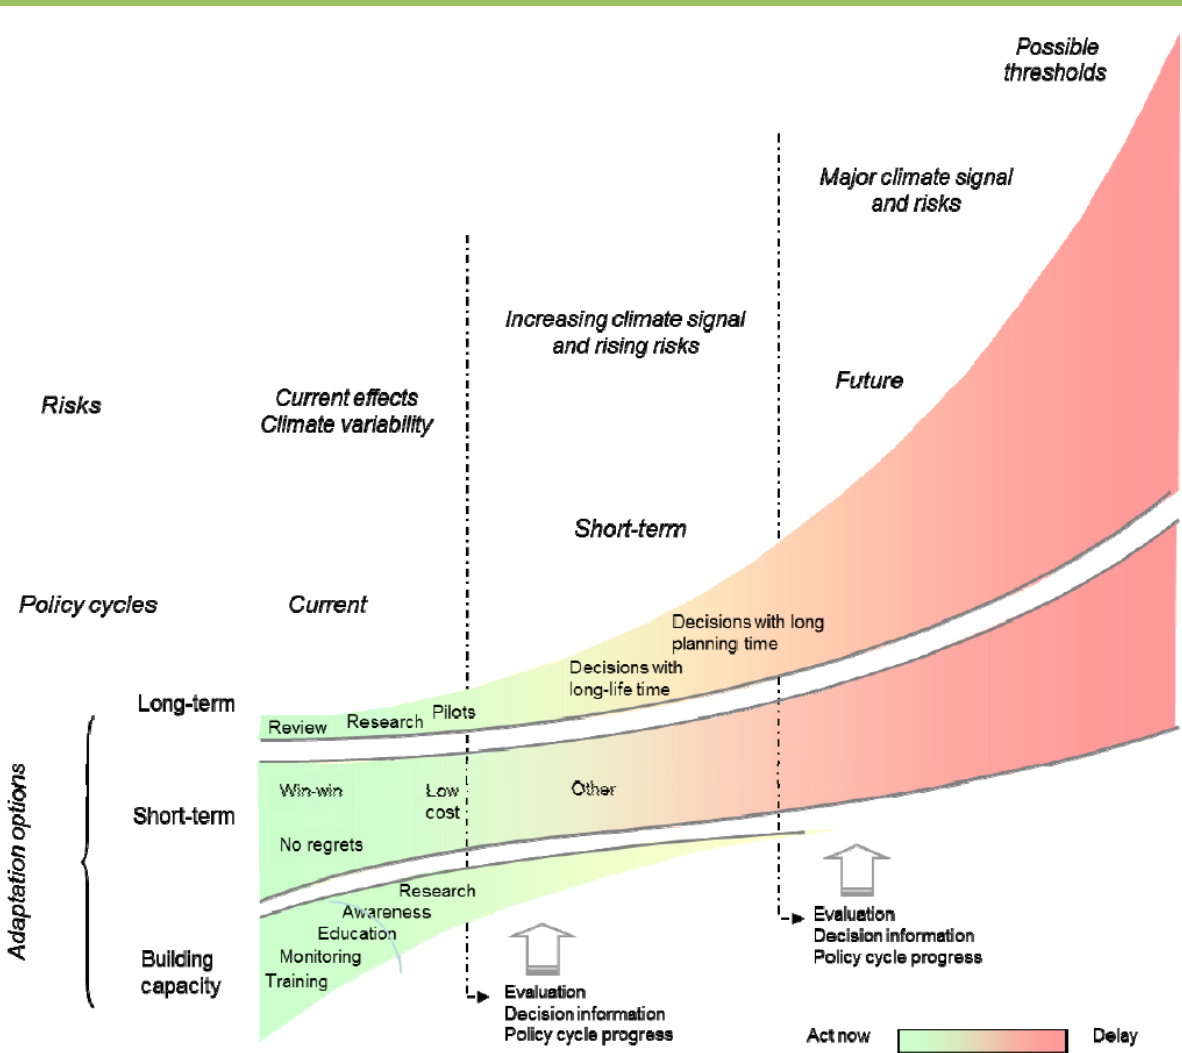 Possible
thresholds
Major climate signal
and risks
Increasing climate signal
and rising risks
Future
Risks
Current effects
Climate variability
Short-term
Policy cycles
Current
Decisions with long
planning time
Decisions with
long-life time
Long-term
Review
Research
Pilots
Adaptation options
Short-term
Win-win
Low
cost
Other
No regrets
Building
capacity
Research
Awareness
Education
Monitoring
Training
Evaluation
Decision information
Policy cycle progress
Evaluation
Decision information
Policy cycle progress
Act now
Delay